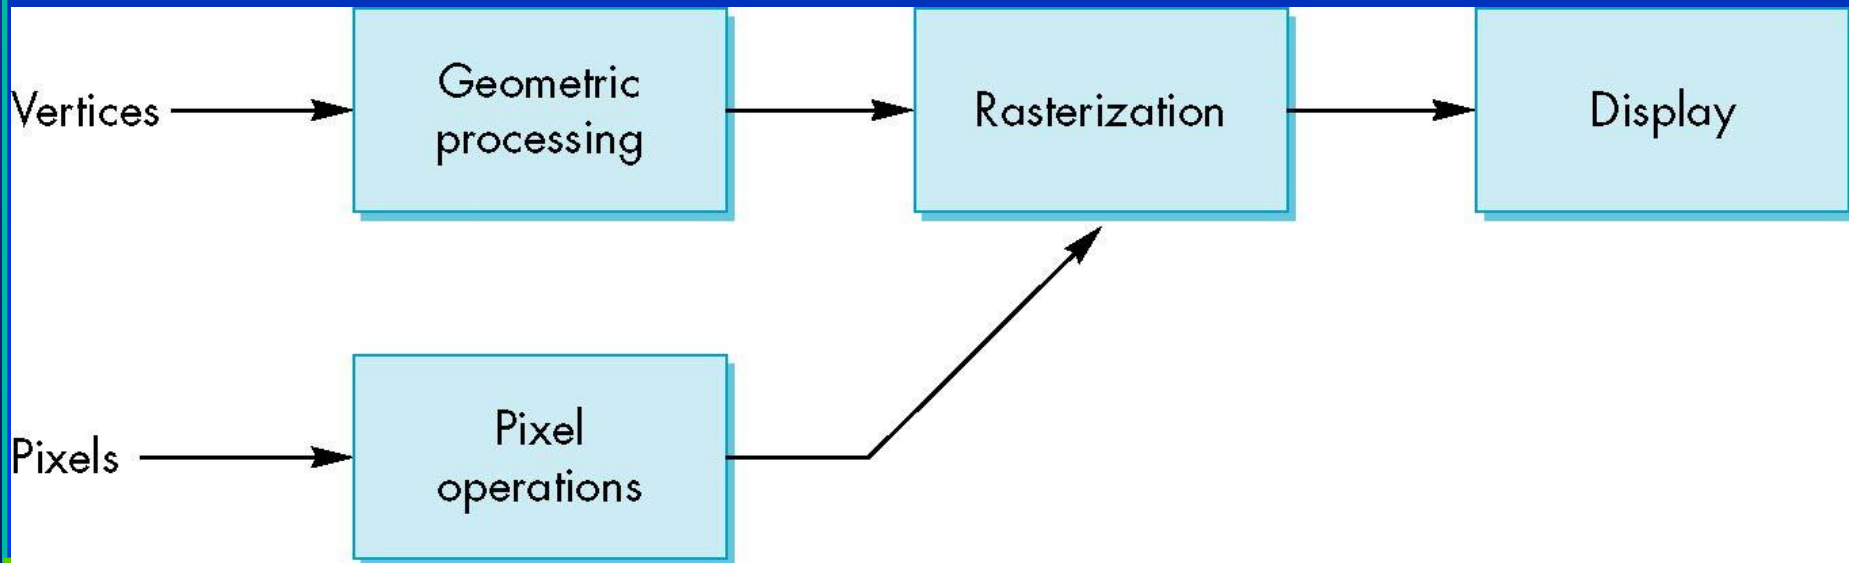 Vertices
Geometric
processing
Rasterization
Display
Pixels
Pixel
operations